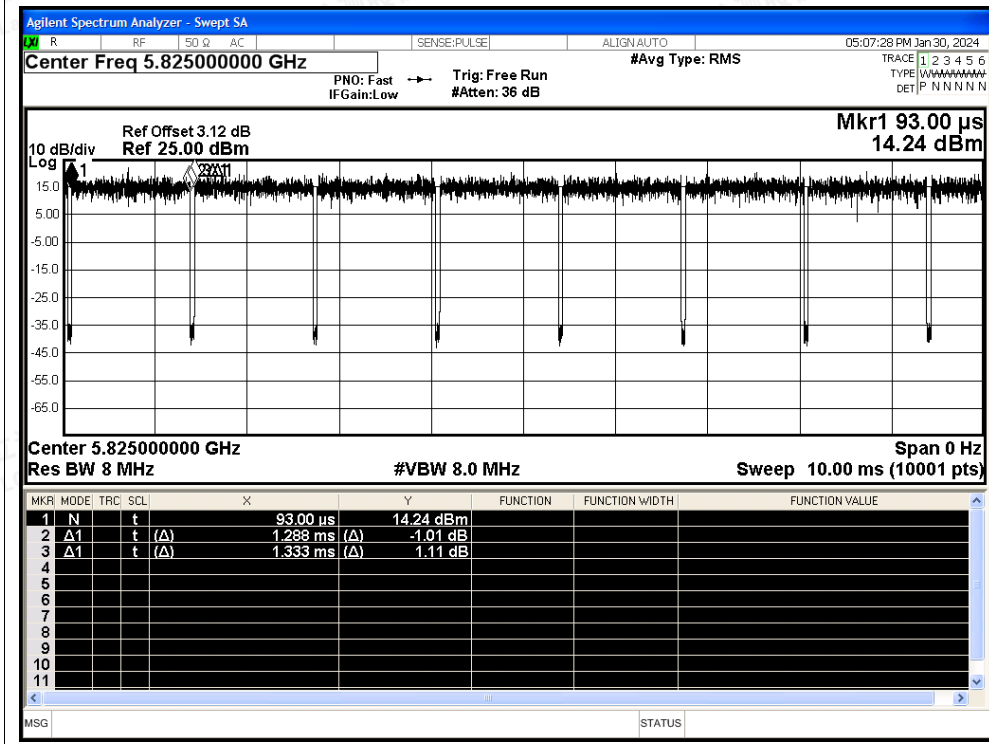 Agilent Spectrum Analyzer - Swept SA
LXI R RF 50 Ω AC SENSE:PULSE ALIGN AUTO 05:07:28 PM Jan 30, 2024
Center Freq 5.825000000 GHz #Avg Type: RMS TRACE 1 2 3 4 5 6
PNO: Fast Trig: Free Run TYPE WWWWWW
IFGain:Low #Atten: 36 dB DET P N N N N N
Mkr1 93.00 µs
Ref Offset 3.12 dB
10 dB/div Ref 25.00 dBm 14.24 dBm
Log
1
15.0
5.00
-5.00
-15.0
-25.0
-35.0
-45.0
-55.0
-65.0
Center 5.825000000 GHz Span 0 Hz
Res BW 8 MHz #VBW 8.0 MHz Sweep 10.00 ms (10001 pts)
MKR MODE TRC SCL X Y FUNCTION FUNCTION WIDTH FUNCTION VALUE
1 N t 93.00 µs 14.24 dBm
2 Δ1 t (Δ) 1.288 ms (Δ) -1.01 dB
3 Δ1 t (Δ) 1.333 ms (Δ) 1.11 dB
4
5
6
7
8
9
10
11
MSG STATUS